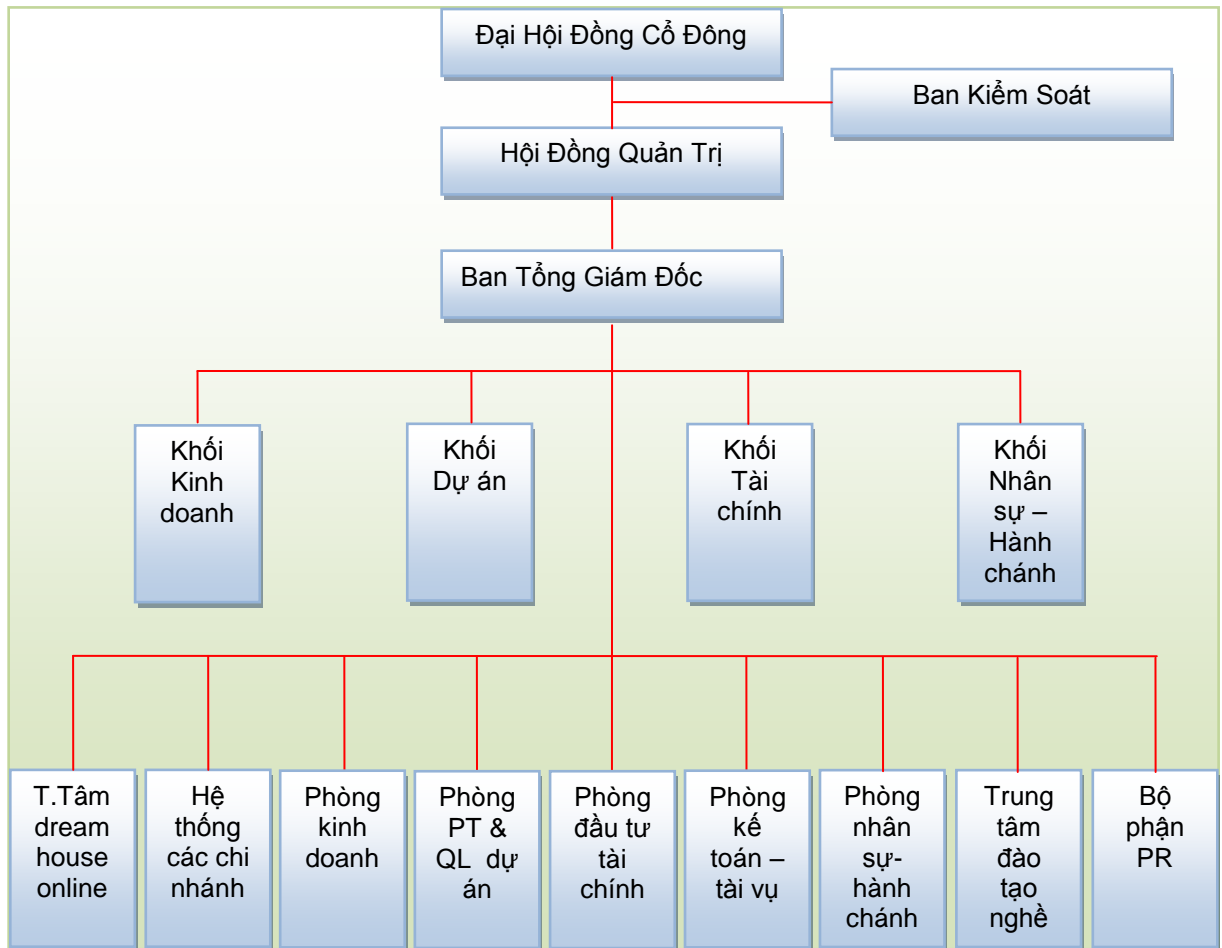 Đại Hội Đồng Cổ Đông
Ban Kiểm Soát
Hội Đồng Quản Trị
Ban Tổng Giám Đốc
Khối
Kinh
doanh
Khối
Dự án
Khối
Tài
chính
Khối
Nhân
sự –
Hành
chánh
T.Tâm
dream
house
online
Hệ
thống
các chi
nhánh
Phòng
kinh
doanh
Phòng
PT &
QL dự
án
Phòng
đầu tư
tài
chính
Phòng
kế
toán –
tài vụ
Phòng
nhân
sự-
hành
chánh
Trung
tâm
đào
tạo
nghề
Bộ
phận
PR